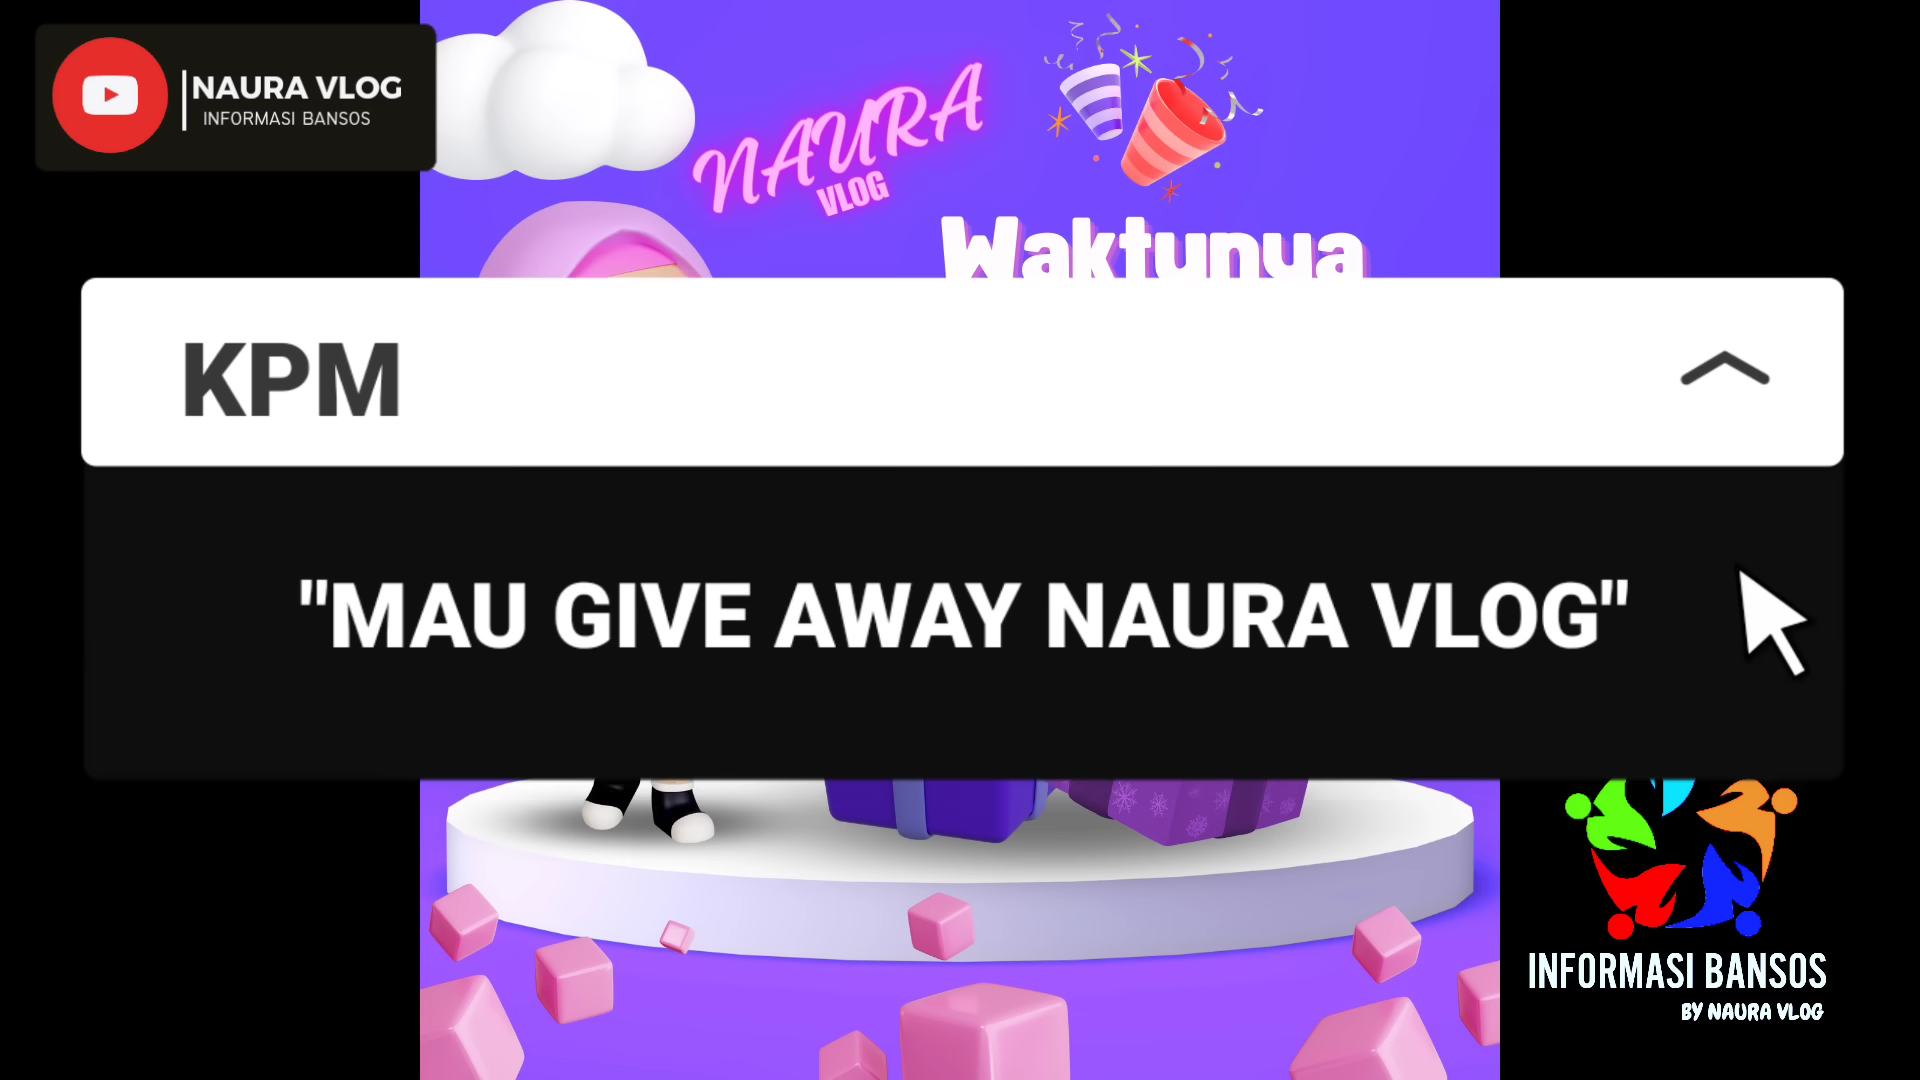 NAURA VLOG
INFORMASI BANSOS
NAURA
VLOG
Waktunya
KPM
"MAU GIVE AWAY NAURA VLOG"
INFORMASI BANSOS
BY NAURA VLOG